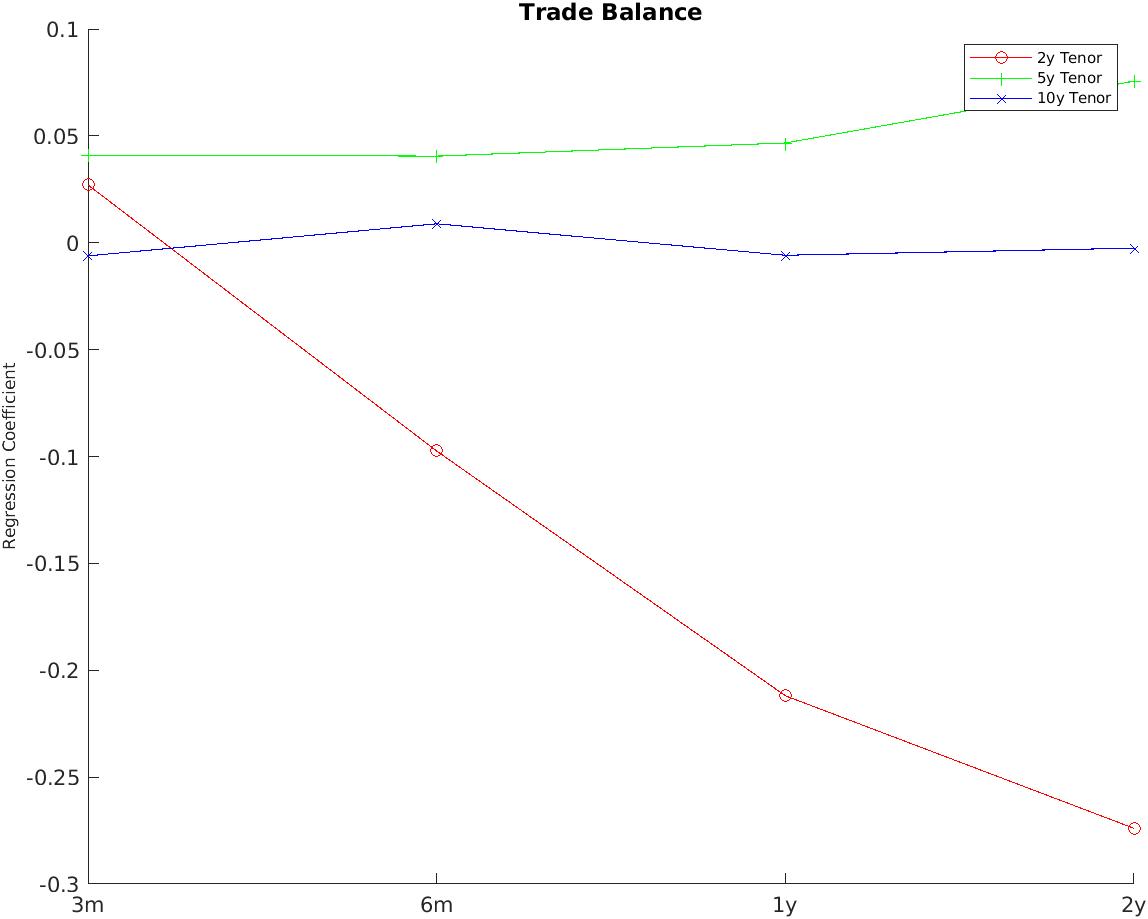 Trade Balance
2y Tenor
5y Tenor
10y Tenor
Regression Coefficient
0.1
0.05
0
-0.05
-0.1
-0.15
-0.2
-0.25
-0.3
3m 6m 1y 2y